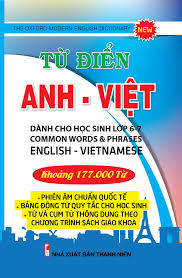 THE OXFORD MODERN ENGLISH DICTIONARY
NEW
TỪ ĐIỂN
ANH - VIỆT
DÀNH CHO HỌC SINH LỚP 6-7
COMMON WORDS & PHRASES
ENGLISH - VIETNAMESE
Khoảng 177.000 Từ
- PHIÊN ÂM CHUẨN QUỐC TẾ
- BẢNG ĐỘNG TỪ QUY TẮC CHO HỌC SINH
- TỪ VÀ CỤM TỪ THÔNG DỤNG THEO
CHƯƠNG TRÌNH SÁCH GIÁO KHOA
NHÀ XUẤT BẢN THANH NIÊN